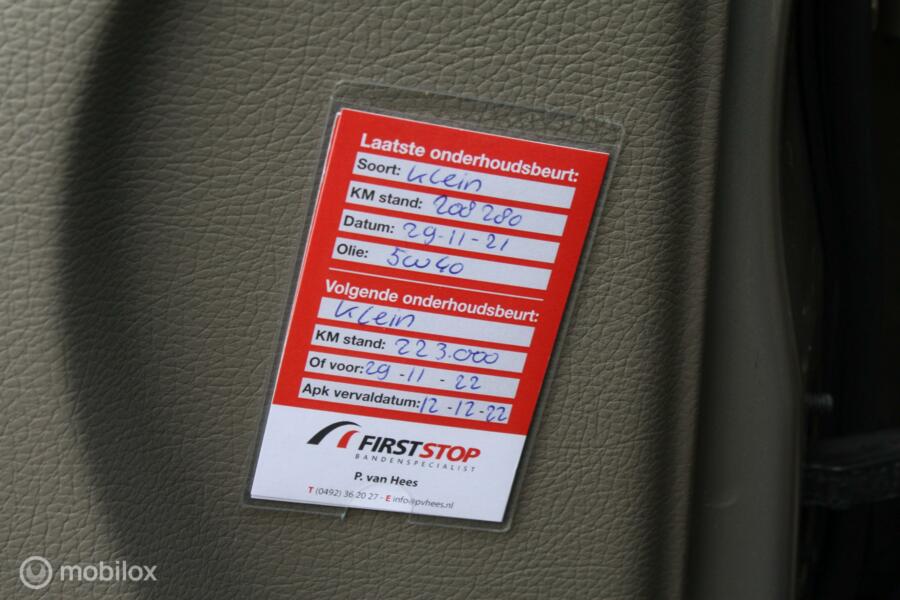 Laatste onderhoudsbeurt:
Soort: Klein
KM stand: 208280
Datum: 29-11-21
Olie: 5W40
Volgende onderhoudsbeurt:
Klein
KM stand: 223.000
Of voor: 29-11-22
Apk vervaldatum: 12-12-22
FIRSTSTOP
BANDENSPECIALIST
P. van Hees
T (0492) 36 20 27 - E info@pvhees.nl
mobilox